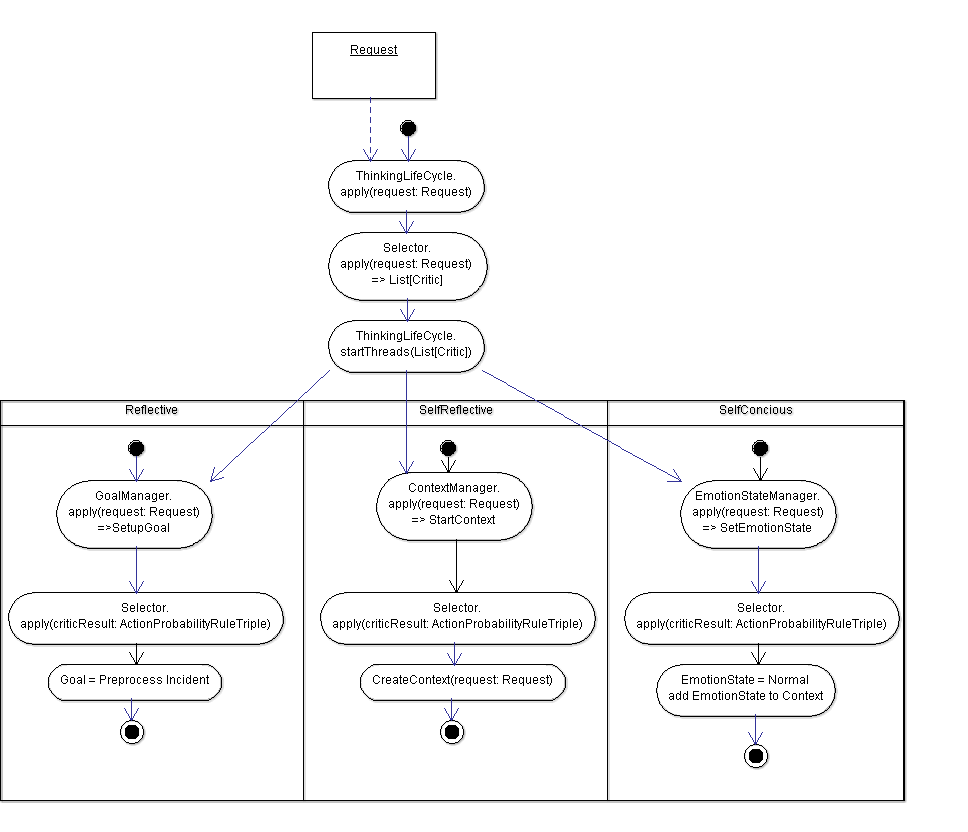 Request
ThinkingLifeCycle.
apply(request: Request)
Selector.
apply(request: Request)
=> List[Critic]
ThinkingLifeCycle.
startThreads(List[Critic])
Reflective
SelfReflective
SelfConcious
GoalManager.
apply(request: Request)
=>SetupGoal
ContextManager.
apply(request: Request)
=> StartContext
EmotionStateManager.
apply(request: Request)
=> SetEmotionState
Selector.
apply(criticResult: ActionProbabilityRuleTriple)
Selector.
apply(criticResult: ActionProbabilityRuleTriple)
Selector.
apply(criticResult: ActionProbabilityRuleTriple)
Goal = Preprocess Incident
CreateContext(request: Request)
EmotionState = Normal
add EmotionState to Context